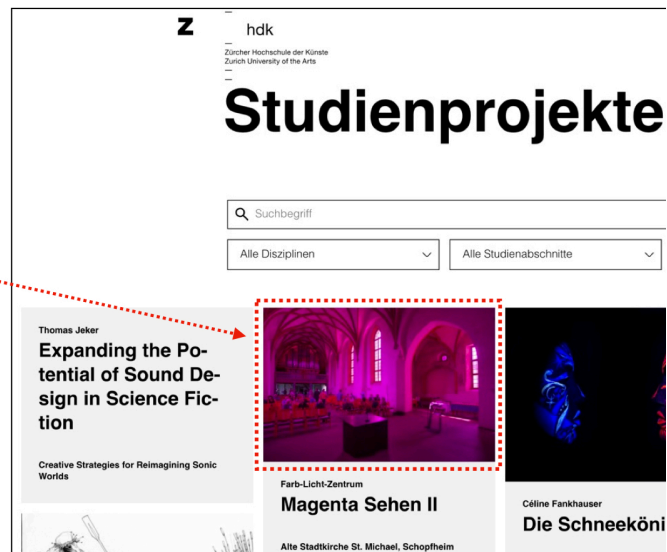 Z
hdk
Zürcher Hochschule der Künste
Zurich University of the Arts
Studienprojekte
Suchbegriff
Alle Disziplinen
Alle Studienabschnitte
Thomas Jeker
Expanding the Po-
tential of Sound De-
sign in Science Fic-
tion
Creative Strategies for Reimagining Sonic
Worlds
Farb-Licht-Zentrum
Magenta Sehen II
Alte Stadtkirche St. Michael, Schopfheim
Céline Fankhauser
Die Schneeköni